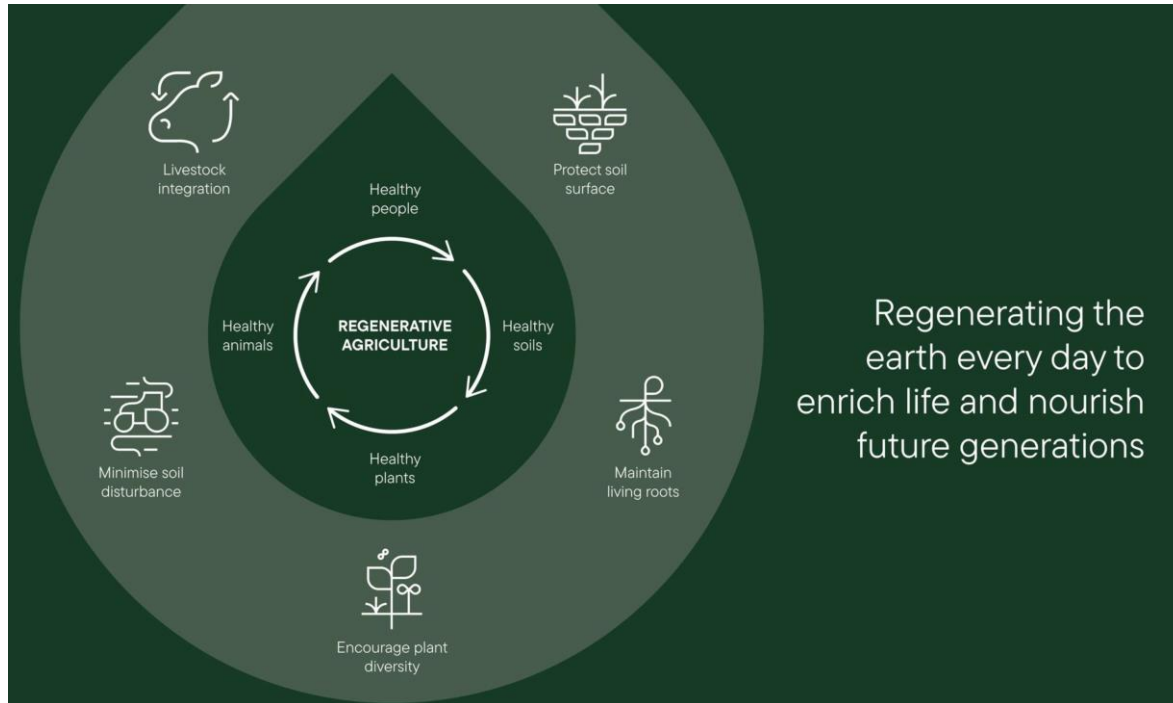 Livestock
integration
Protect soil
surface
Healthy
people
Healthy
animals
REGENERATIVE
AGRICULTURE
Healthy
soils
Healthy
plants
Minimise soil
disturbance
Maintain
living roots
Encourage plant
diversity
Regenerating the
earth every day to
enrich life and nourish
future generations